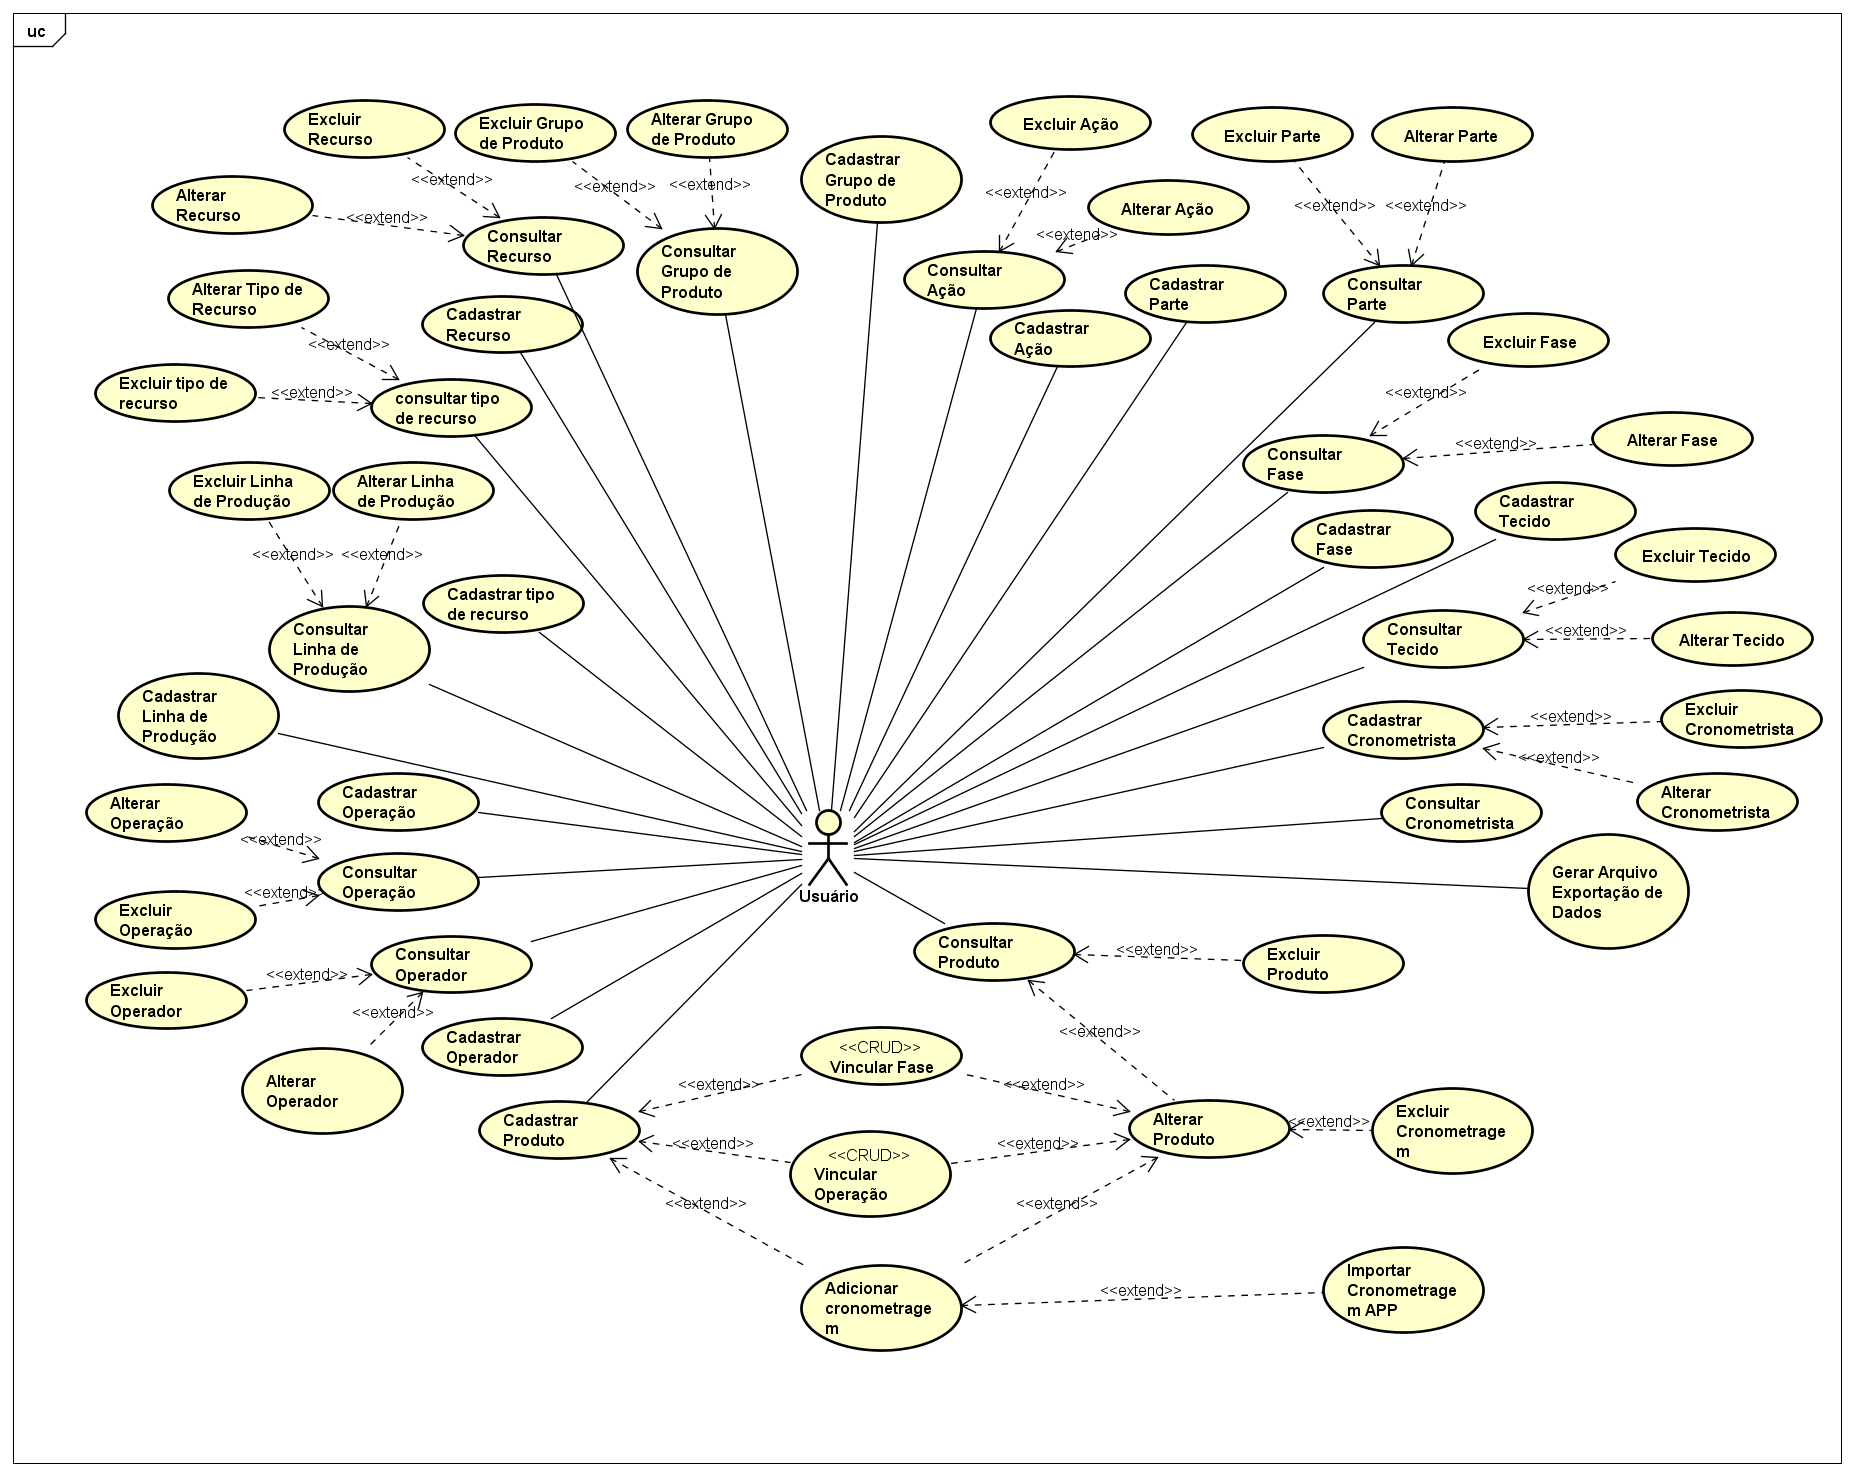 uc
Excluir
Recurso
Excluir Grupo
de Produto
Alterar Grupo
de Produto
Cadastrar
Grupo de
Produto
Excluir Ação
Excluir Parte
Alterar Parte
<<extend>>
<<extend>>
<<extend>>
<<extend>>
<<extend>>
<<extend>>
Alterar
Recurso
<<extend>>
Alterar Ação
<<extend>>
Consultar
Recurso
Consultar
Grupo de
Produto
Consultar
Ação
Cadastrar
Parte
Consultar
Parte
Alterar Tipo de
Recurso
Cadastrar
Recurso
Cadastrar
Ação
Excluir Fase
<<extend>>
<<extend>>
Excluir tipo de
recurso
<<extend>>
consultar tipo
de recurso
Alterar Fase
<<extend>>
Consultar
Fase
Excluir Linha
de Produção
Alterar Linha
de Produção
Cadastrar
Tecido
Cadastrar
Fase
<<extend>>
<<extend>>
Excluir Tecido
<<extend>>
Cadastrar tipo
de recurso
Consultar
Linha de
Produção
Consultar
Tecido
<<extend>>
Alterar Tecido
Cadastrar
Linha de
Produção
Cadastrar
Cronometrista
<<extend>>
Excluir
Cronometrista
<<extend>>
Alterar
Operação
Cadastrar
Operação
Consultar
Cronometrista
Alterar
Cronometrista
<<extend>>
Consultar
Operação
<<extend>>
Usuário
Gerar Arquivo
Exportação de
Dados
Excluir
Operação
Consultar
Operador
Consultar
Produto
<<extend>>
Excluir
Produto
<<extend>>
Excluir
Operador
<<extend>>
Cadastrar
Operador
<<extend>>
<<CRUD>>
Vincular Fase
Alterar
Operador
<<extend>>
<<extend>>
Cadastrar
Produto
Alterar
Produto
<<extend>>
Excluir
Cronometrage
m
<<extend>>
<<CRUD>>
Vincular
Operação
<<extend>>
<<extend>>
<<extend>>
Adicionar
cronometrage
m
<<extend>>
Importar
Cronometrage
m APP